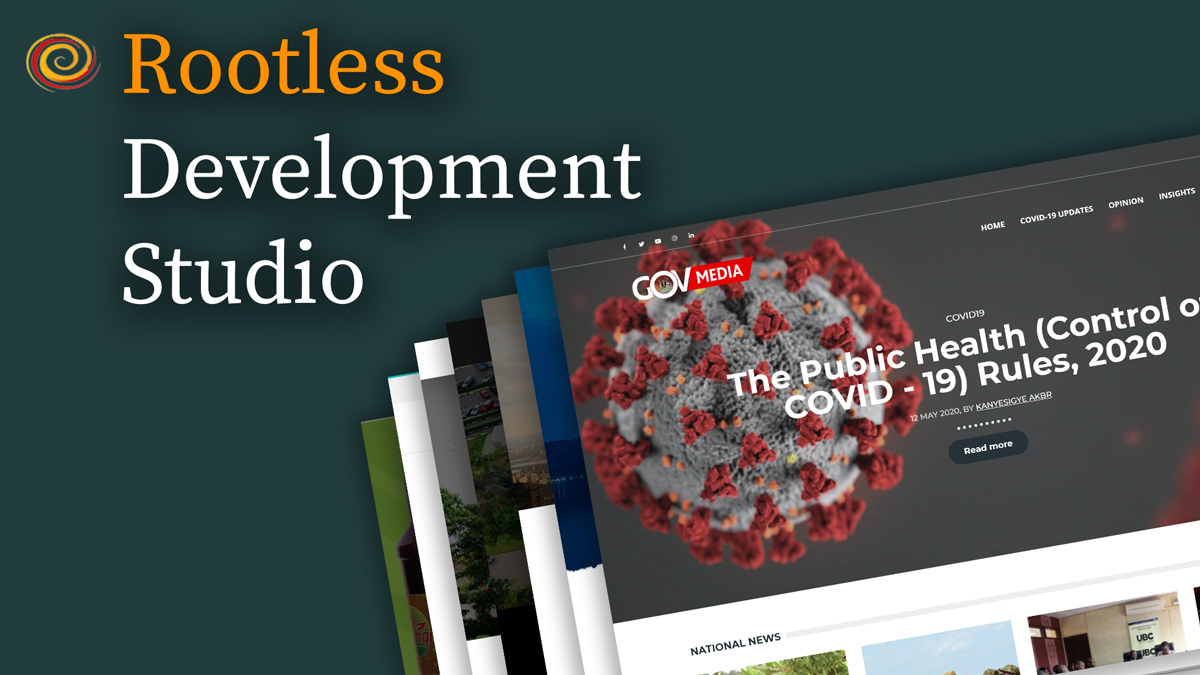 Rootless
Development
Studio
HOME COVID-19 UPDATES OPINION INSIGHTS
GOV MEDIA
COVID19
The Public Health (Control o
COVID - 19) Rules, 2020
12 MAY 2020, BY KANYESIGYE AKBR
Read more
NATIONAL NEWS
UBC
UBC